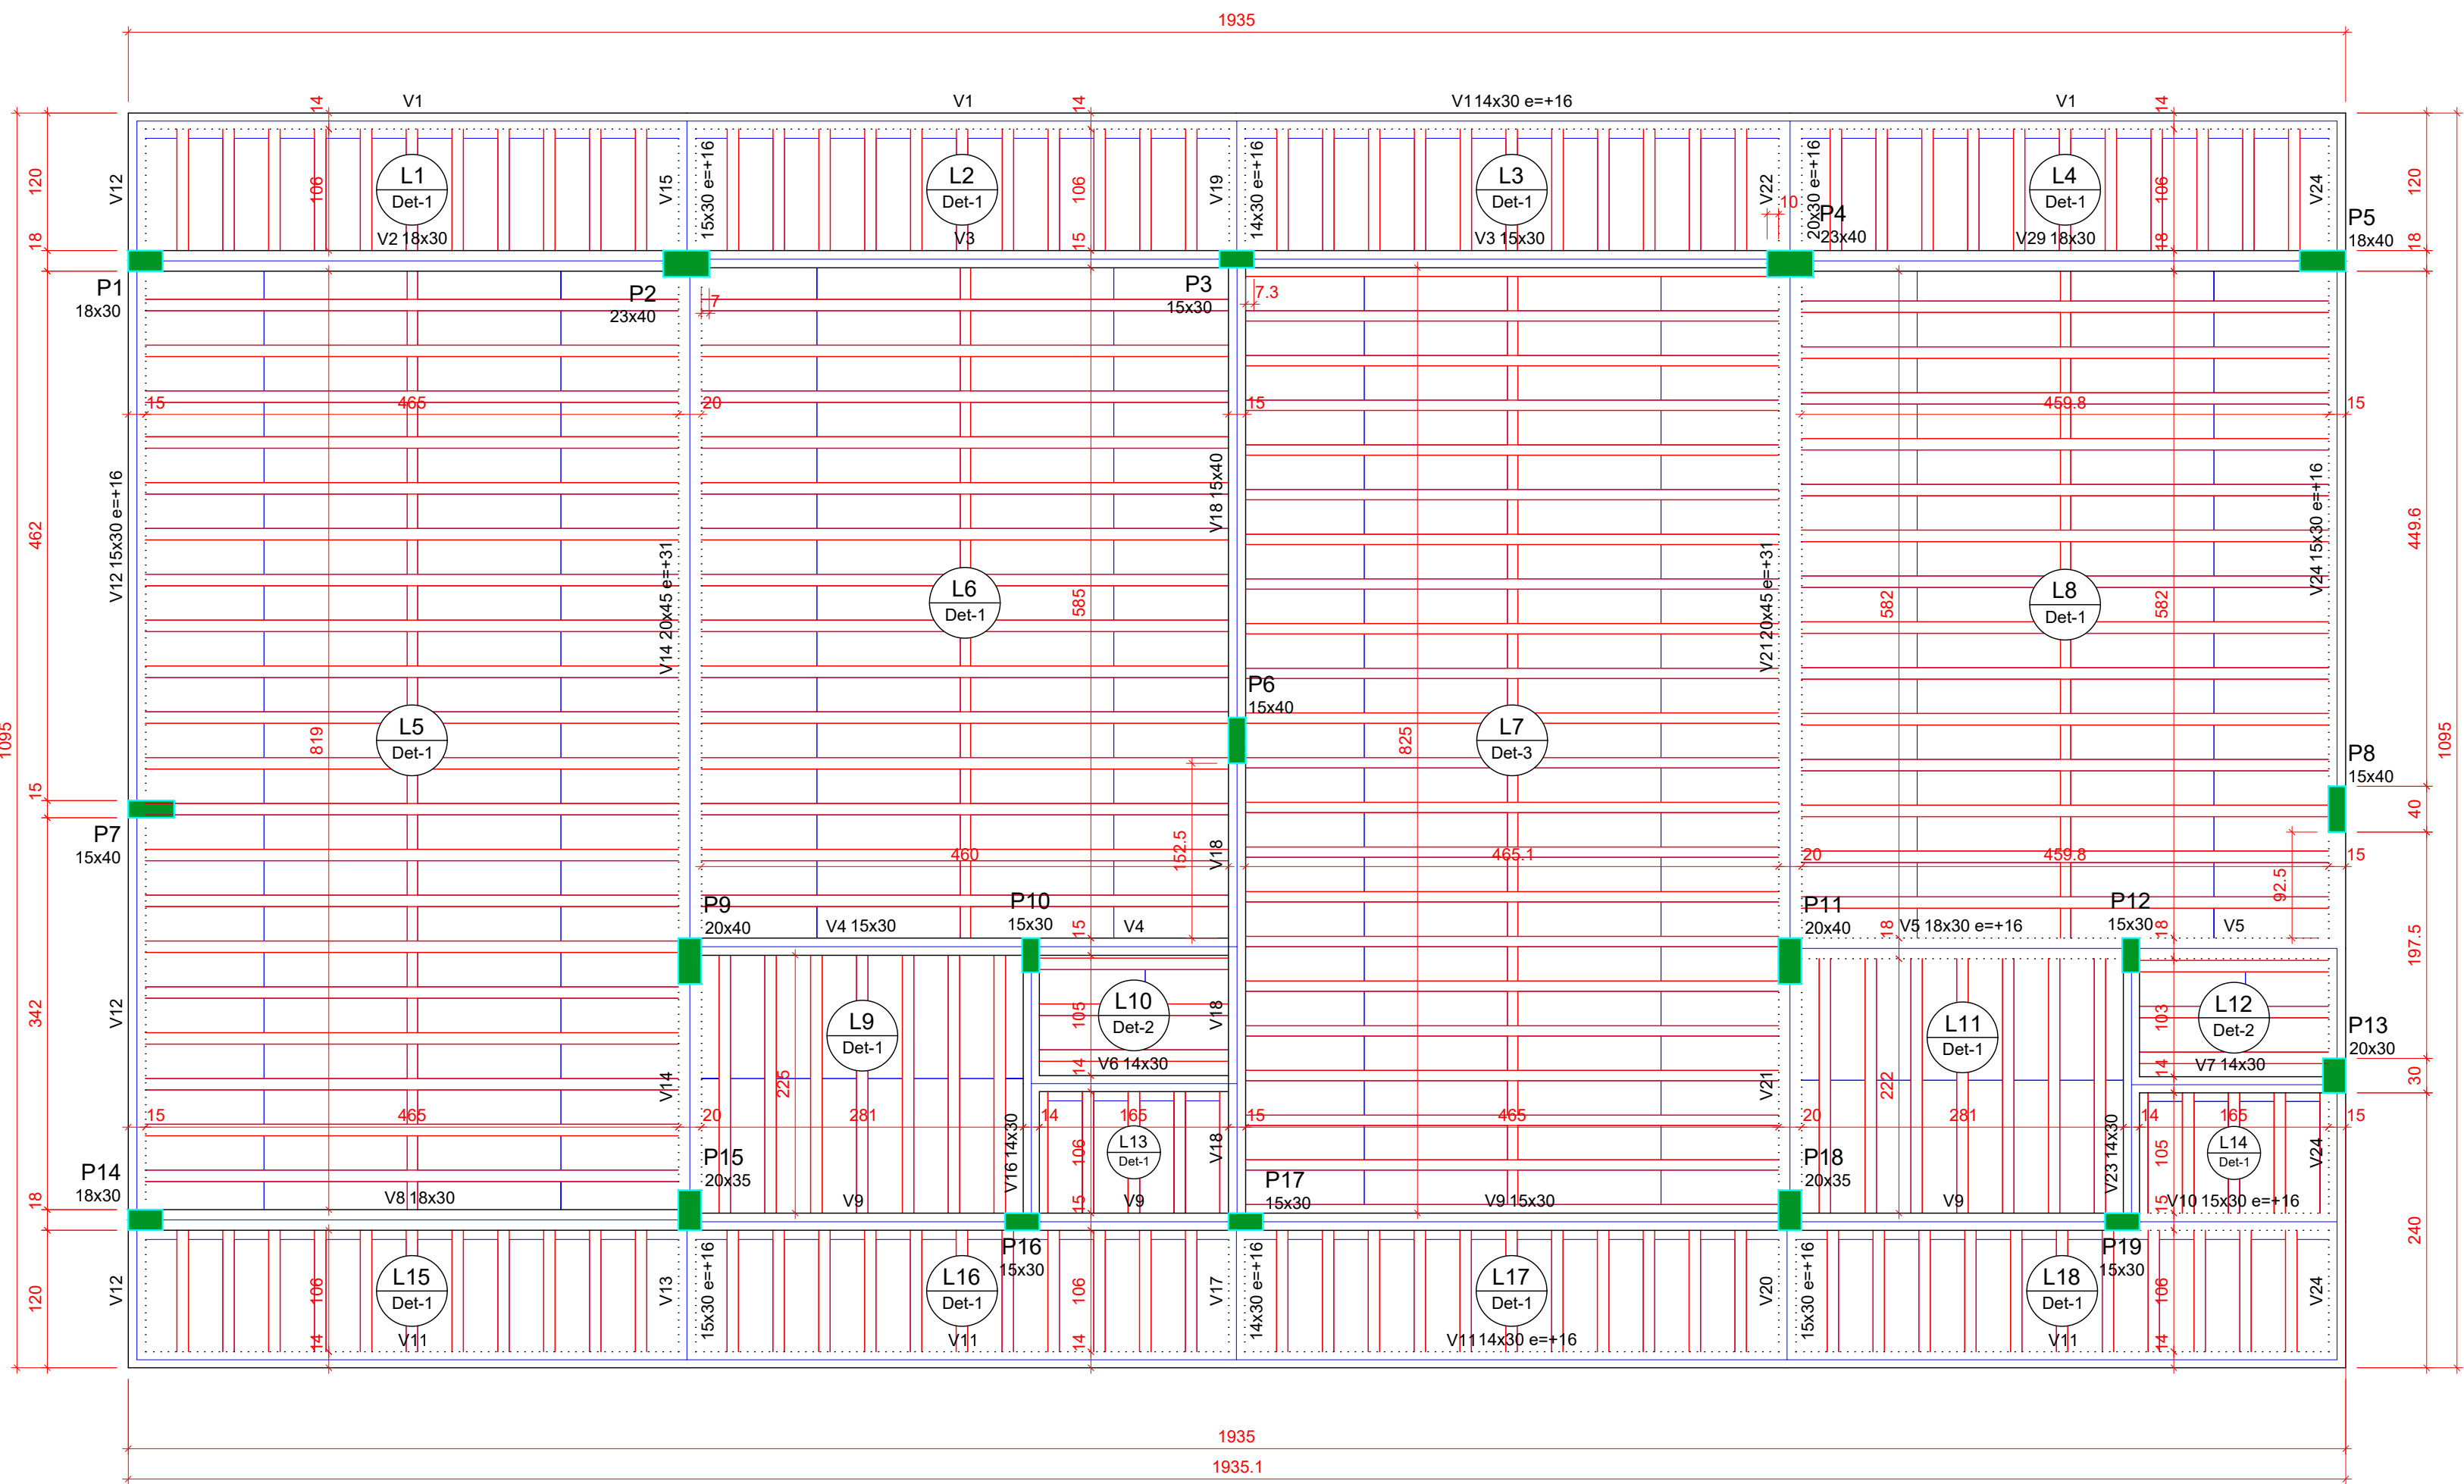 1935
14
V1
V1
14
V1 14x30 e=+16
V1
14
120
V12
106
L1
Det-1
V15
15x30 e=+16
L2
Det-1
106
V19
14x30 e=+16
L3
Det-1
V22
10
20x30 e=+16
L4
Det-1
106
V24
120
18
V2 18x30
V3
15
V3 15x30
P4
23x40
V29 18x30
18
P5
18x40
18
P1
18x30
P2
23x40
7
P3
15x30
7.3
15
465
20
15
459.8
15
462
V12 15x30 e=+16
V14 20x45 e=+31
L6
Det-1
585
V18 15x40
V21 20x45 e=+31
582
L8
Det-1
582
V24 15x30 e=+16
449.6
1095
15
819
L5
Det-1
P6
15x40
825
L7
Det-3
P8
15x40
40
1095
P7
15x40
460
152.5
V18
465.1
20
459.8
15
92.5
P9
20x40
V4 15x30
P10
15x30
15
V4
P11
20x40
18
V5 18x30 e=+16
P12
15x30
18
V5
197.5
342
V12
L9
Det-1
105
L10
Det-2
V18
L11
Det-1
103
L12
Det-2
P13
20x30
V14
225
14
V6 14x30
V21
222
14
V7 14x30
30
15
465
20
281
14
165
15
465
20
281
14
165
15
P14
18x30
P15
20x35
V16 14x30
106
L13
Det-1
V18
P18
20x35
V23 14x30
105
L14
Det-1
V24
18
V8 18x30
V9
15
V9
P17
15x30
V9 15x30
V9
15
V10 15x30 e=+16
240
120
V12
106
L15
Det-1
V13
15x30 e=+16
L16
Det-1
P16
15x30
106
V17
14x30 e=+16
L17
Det-1
V20
15x30 e=+16
L18
Det-1
P19
15x30
106
V24
14
V11
V11
14
V11 14x30 e=+16
V11
14
1935
1935.1